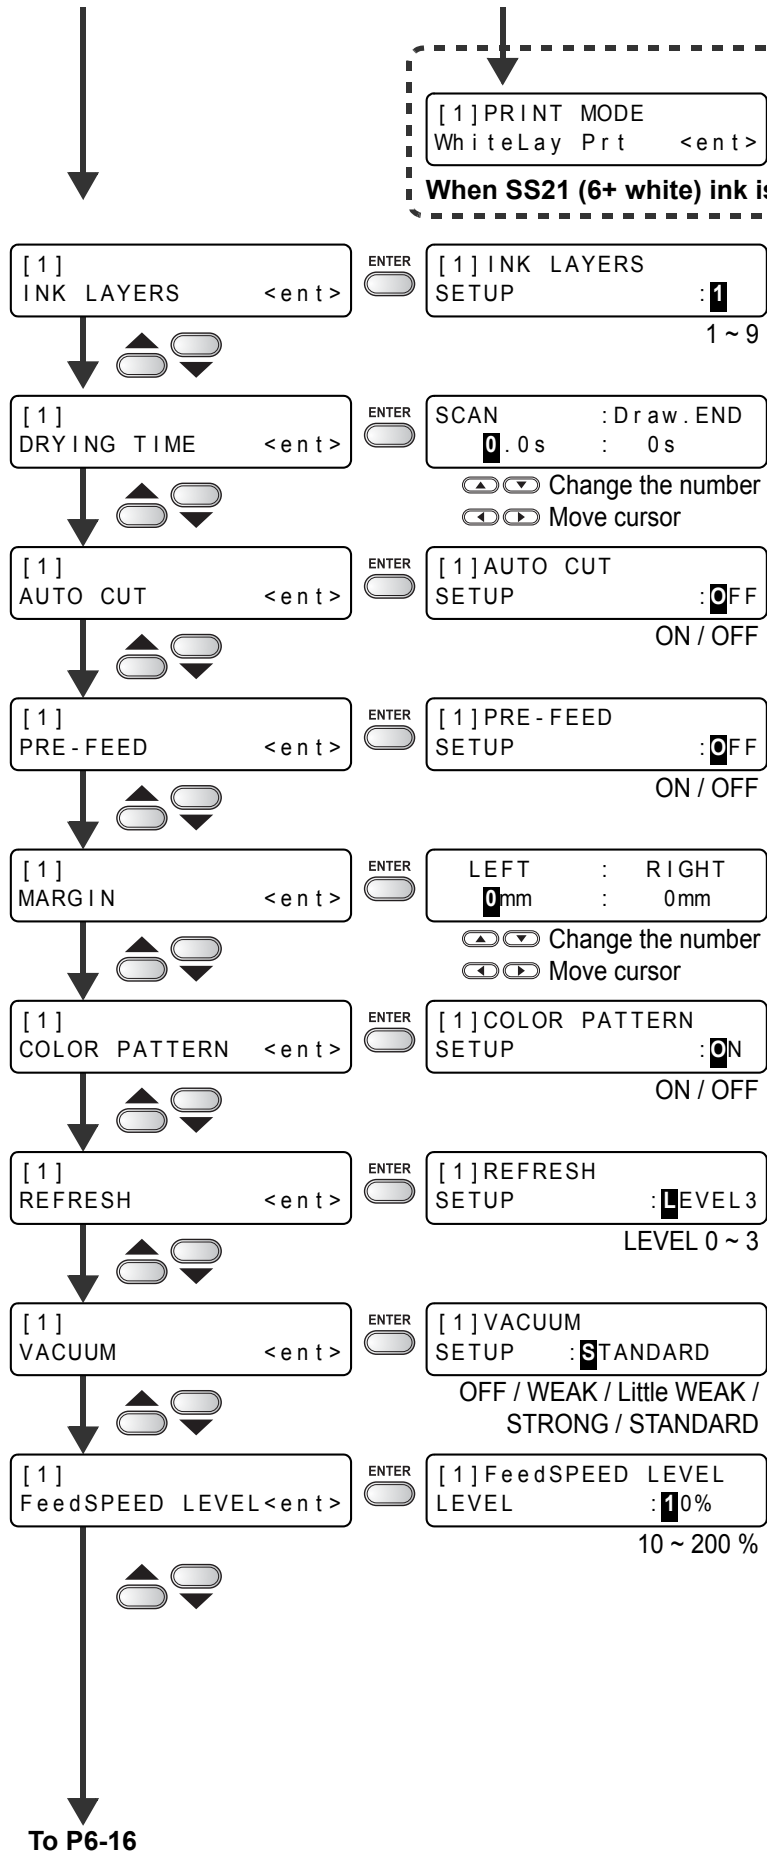 [1]PRINT MODE
WhiteLay Prt <ent>
When SS21 (6+ white) ink is
[1]
INK LAYERS <ent>
ENTER
[1]INK LAYERS
SETUP :1
1 ~ 9
[1]
DRYING TIME <ent>
ENTER
SCAN :Draw.END
0.0s : 0s
Change the number
Move cursor
[1]
AUTO CUT <ent>
ENTER
[1]AUTO CUT
SETUP :OFF
ON / OFF
[1]
PRE-FEED <ent>
ENTER
[1]PRE-FEED
SETUP :OFF
ON / OFF
[1]
MARGIN <ent>
ENTER
LEFT : RIGHT
0mm : 0mm
Change the number
Move cursor
[1]
COLOR PATTERN <ent>
ENTER
[1]COLOR PATTERN
SETUP :ON
ON / OFF
[1]
REFRESH <ent>
ENTER
[1]REFRESH
SETUP :LEVEL3
LEVEL 0 ~ 3
[1]
VACUUM <ent>
ENTER
[1]VACUUM
SETUP :STANDARD
OFF / WEAK / Little WEAK /
STRONG / STANDARD
[1]
FeedSPEED LEVEL<ent>
ENTER
[1]FeedSPEED LEVEL
LEVEL :10%
10 ~ 200 %
To P6-16